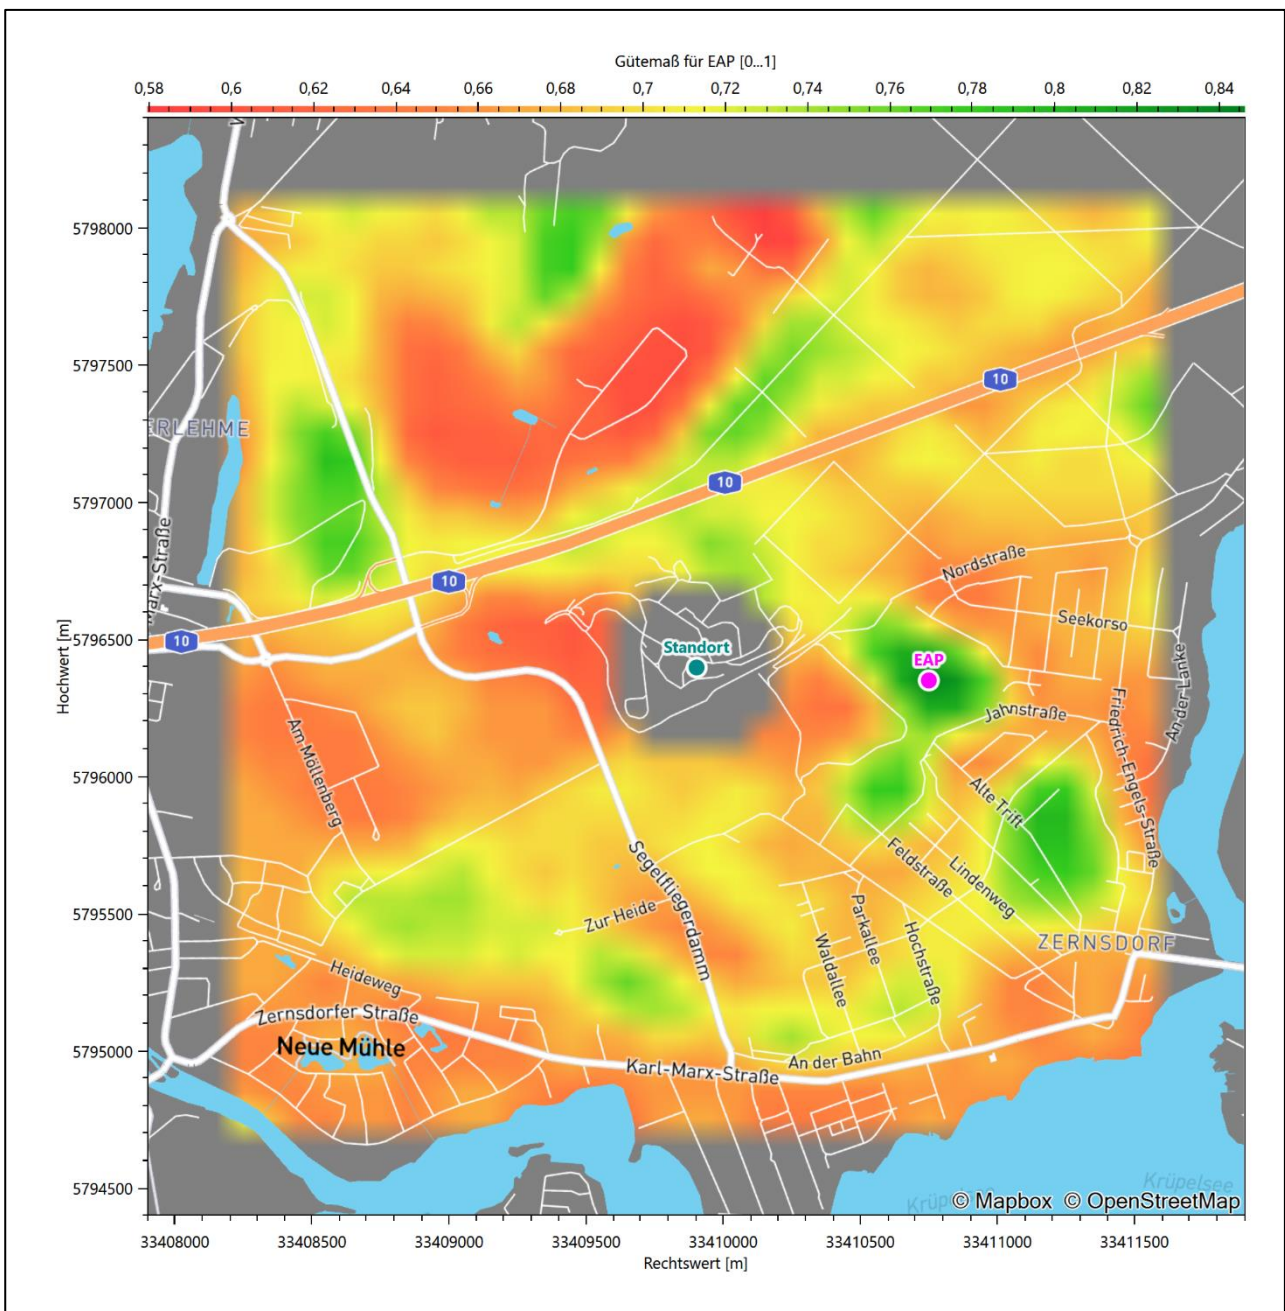 Gütemaß für EAP [0...1]
0,58 0,6 0,62 0,64 0,66 0,68 0,7 0,72 0,74 0,76 0,78 0,8 0,82 0,84
5798000
5797500
10
ERLEHME
10
5797000
Nordstraße
10
Marx-Straße
Seekorso
10
5796500
Standort
EAP
Hochwert [m]
An der Lanke
Jahnstraße
Friedrich-Engels-Straße
Am Möllenberg
5796000
Alte Trift
Segelfliegerdamm
Feldstraße
Lindenweg
5795500
Zur Heide
Parkallee
Hochstraße
Waldallee
ZERNSDORF
Heideweg
Zernsdorfer Straße
5795000
Neue Mühle
Karl-Marx-Straße
An der Bahn
5794500
Krüpelsee
Krüpelsee
© Mapbox © OpenStreetMap
33408000 33408500 33409000 33409500 33410000 33410500 33411000 33411500
Rechtswert [m]